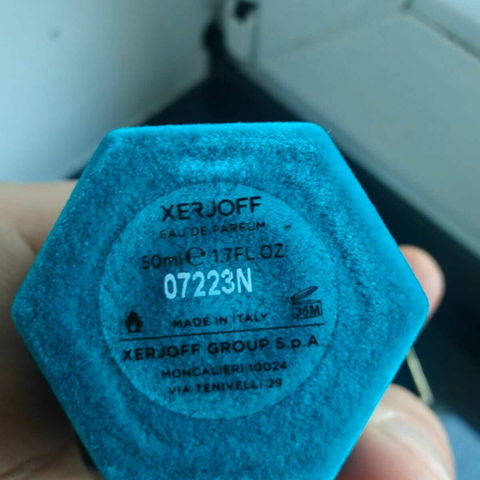 XERJOFF
EAU DE PARFUM
50ml ℮ 1.7FL.OZ.
07223N
36M
MADE IN ITALY
XERJOFF GROUP S.p.A.
MONCALIERI 10024
VIA TENIVELLI 29